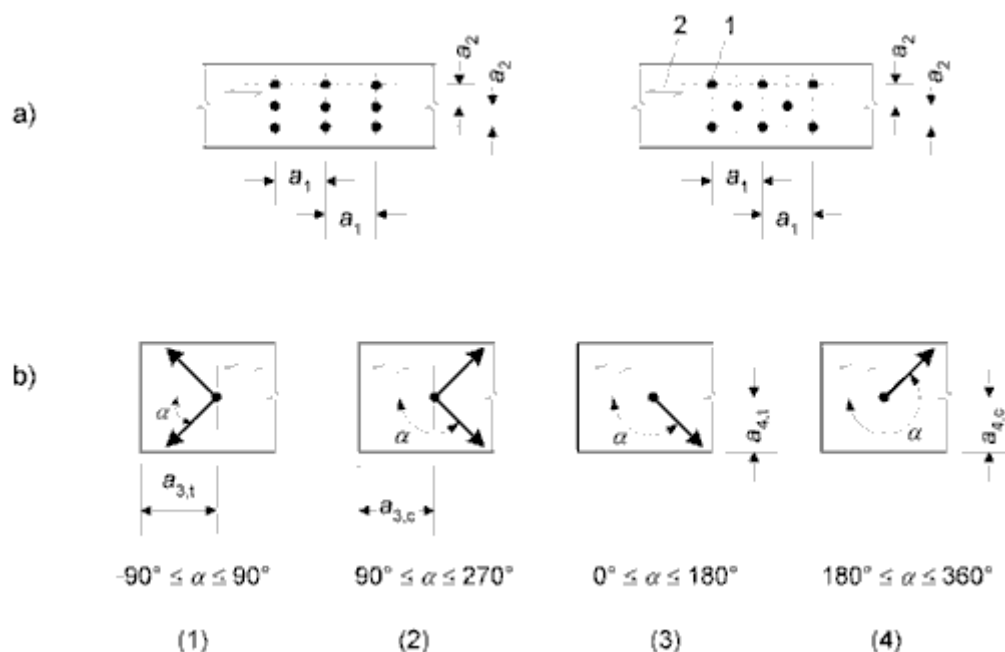 2 1
a2 a2 a2 a2
a)
a1 a1
a1 a1
b)
α α α α
a4,t a4,c
a3,t a3,c
-90° ≤ α ≤ 90° 90° ≤ α ≤ 270° 0° ≤ α ≤ 180° 180° ≤ α ≤ 360°
(1) (2) (3) (4)